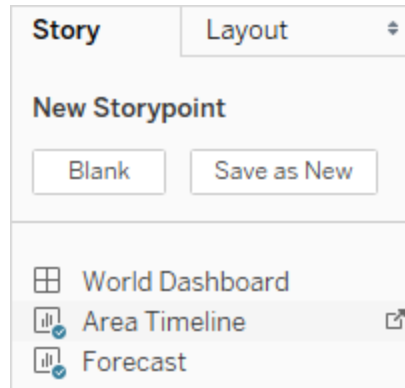 Story Layout
New Storypoint
Blank Save as New
World Dashboard
Area Timeline
Forecast